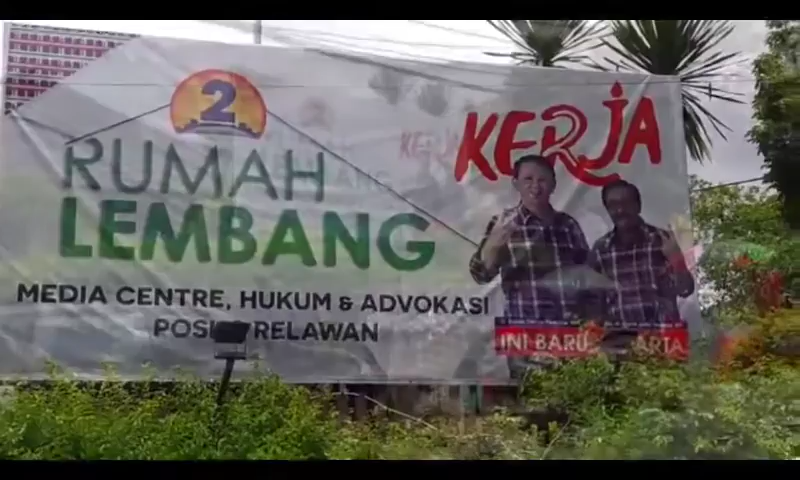 2
RUMAH
LEMBANG
MEDIA CENTRE, HUKUM & ADVOKASI
RELAWAN
KERJA
INI BARU